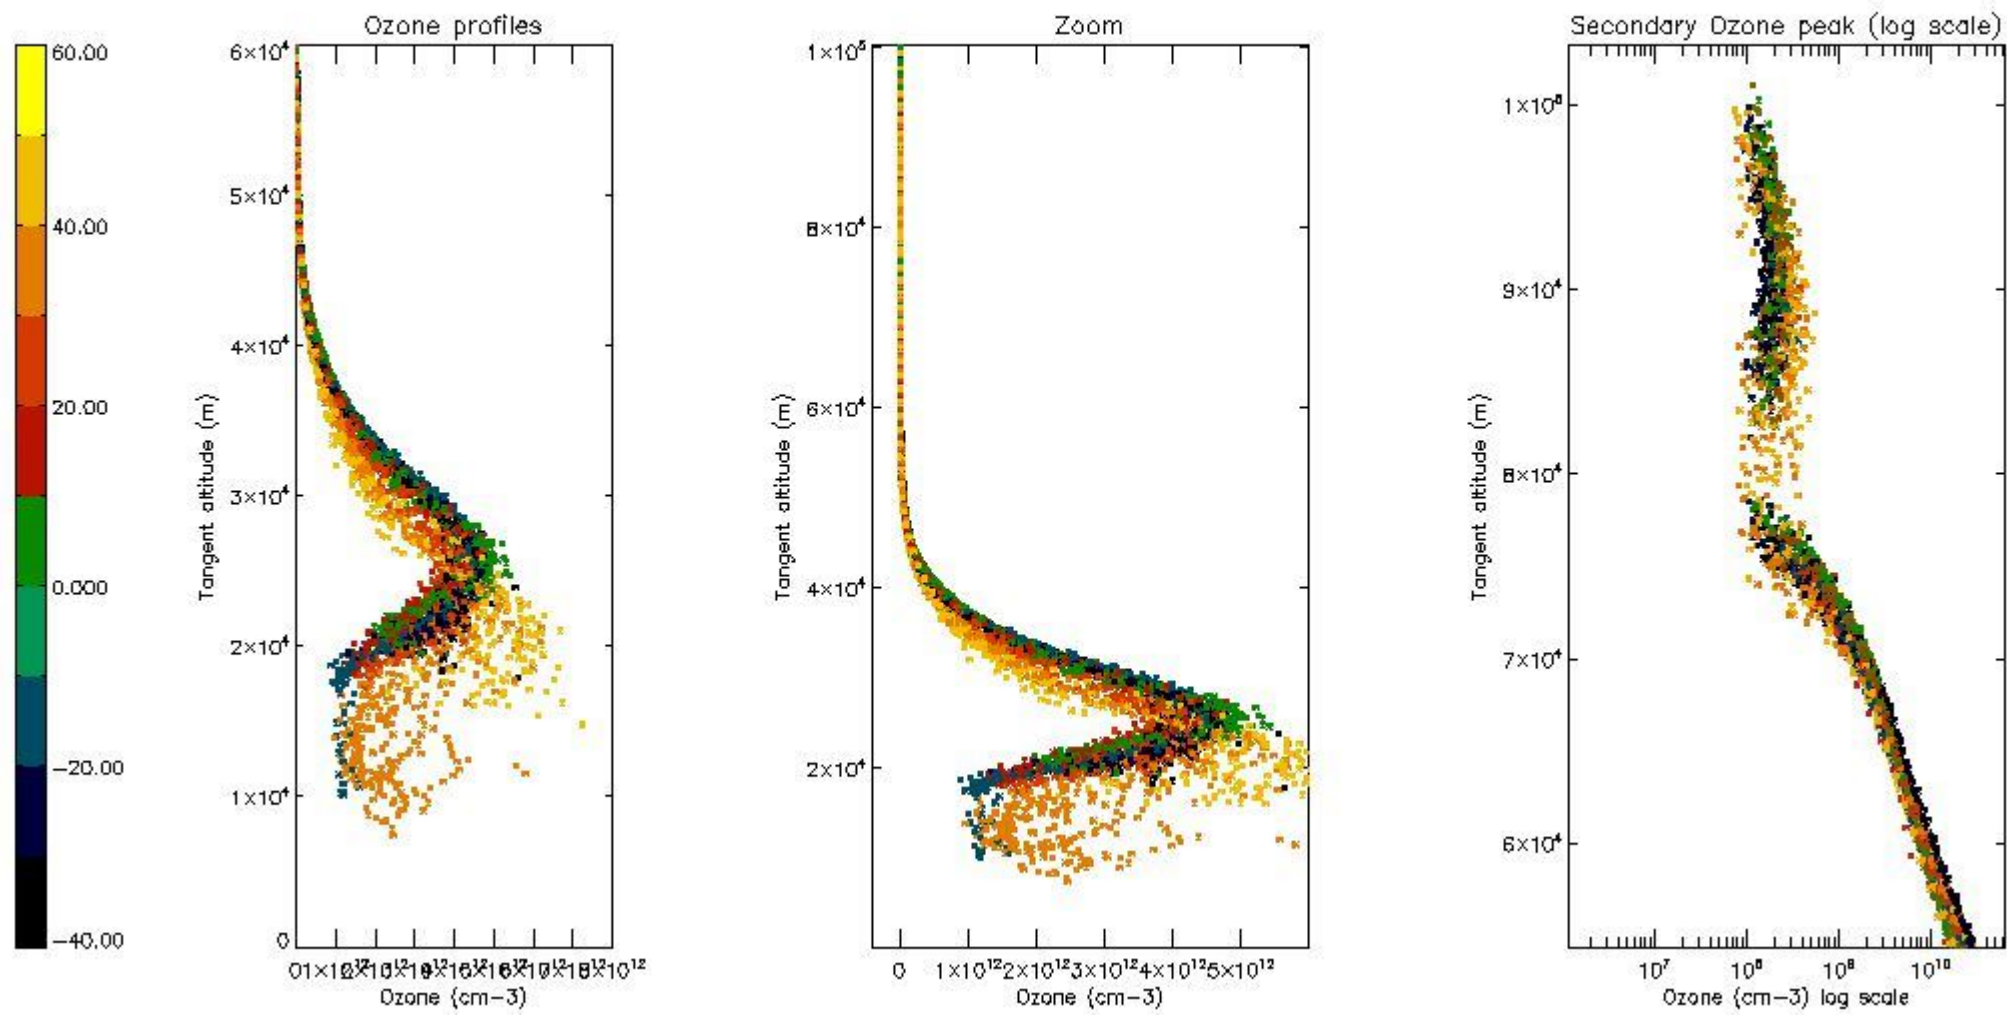 Ozone profiles
Zoom
Secondary Ozone peak (log scale)
60.00
40.00
20.00
0.000
-20.00
-40.00
6×10⁴
5×10⁴
4×10⁴
3×10⁴
2×10⁴
1×10⁴
0
Tangent altitude (m)
Ozone (cm-3)
1×10⁵
8×10⁴
6×10⁴
4×10⁴
2×10⁴
Tangent altitude (m)
0 1×10¹² 2×10¹² 3×10¹² 4×10¹² 5×10¹²
Ozone (cm-3)
9×10⁴
8×10⁴
7×10⁴
6×10⁴
Tangent altitude (m)
10⁷ 10⁸ 10⁹ 10¹⁰
Ozone (cm-3) log scale